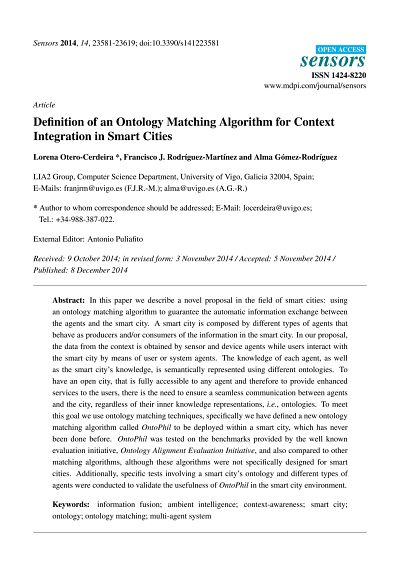 Sensors 2014, 14, 23581-23619; doi:10.3390/s141223581
OPEN ACCESS
sensors
ISSN 1424-8220
www.mdpi.com/journal/sensors
Article
Definition of an Ontology Matching Algorithm for Context
Integration in Smart Cities
Lorena Otero-Cerdeira *, Francisco J. Rodríguez-Martínez and Alma Gómez-Rodríguez
LIA2 Group, Computer Science Department, University of Vigo, Galicia 32004, Spain;
E-Mails: franjrm@uvigo.es (F.J.R.-M.); alma@uvigo.es (A.G.-R.)
* Author to whom correspondence should be addressed; E-Mail: locerdeira@uvigo.es;
Tel.: +34-988-387-022.
External Editor: Antonio Puliafito
Received: 9 October 2014; in revised form: 3 November 2014 / Accepted: 5 November 2014 /
Published: 8 December 2014
Abstract: In this paper we describe a novel proposal in the field of smart cities: using
an ontology matching algorithm to guarantee the automatic information exchange between
the agents and the smart city. A smart city is composed by different types of agents that
behave as producers and/or consumers of the information in the smart city. In our proposal,
the data from the context is obtained by sensor and device agents while users interact with
the smart city by means of user or system agents. The knowledge of each agent, as well
as the smart city's knowledge, is semantically represented using different ontologies. To
have an open city, that is fully accessible to any agent and therefore to provide enhanced
services to the users, there is the need to ensure a seamless communication between agents
and the city, regardless of their inner knowledge representations, i.e., ontologies. To meet
this goal we use ontology matching techniques, specifically we have defined a new ontology
matching algorithm called OntoPhil to be deployed within a smart city, which has never
been done before. OntoPhil was tested on the benchmarks provided by the well known
evaluation initiative, Ontology Alignment Evaluation Initiative, and also compared to other
matching algorithms, although these algorithms were not specifically designed for smart
cities. Additionally, specific tests involving a smart city's ontology and different types of
agents were conducted to validate the usefulness of OntoPhil in the smart city environment.
Keywords: information fusion; ambient intelligence; context-awareness; smart city;
ontology; ontology matching; multi-agent system